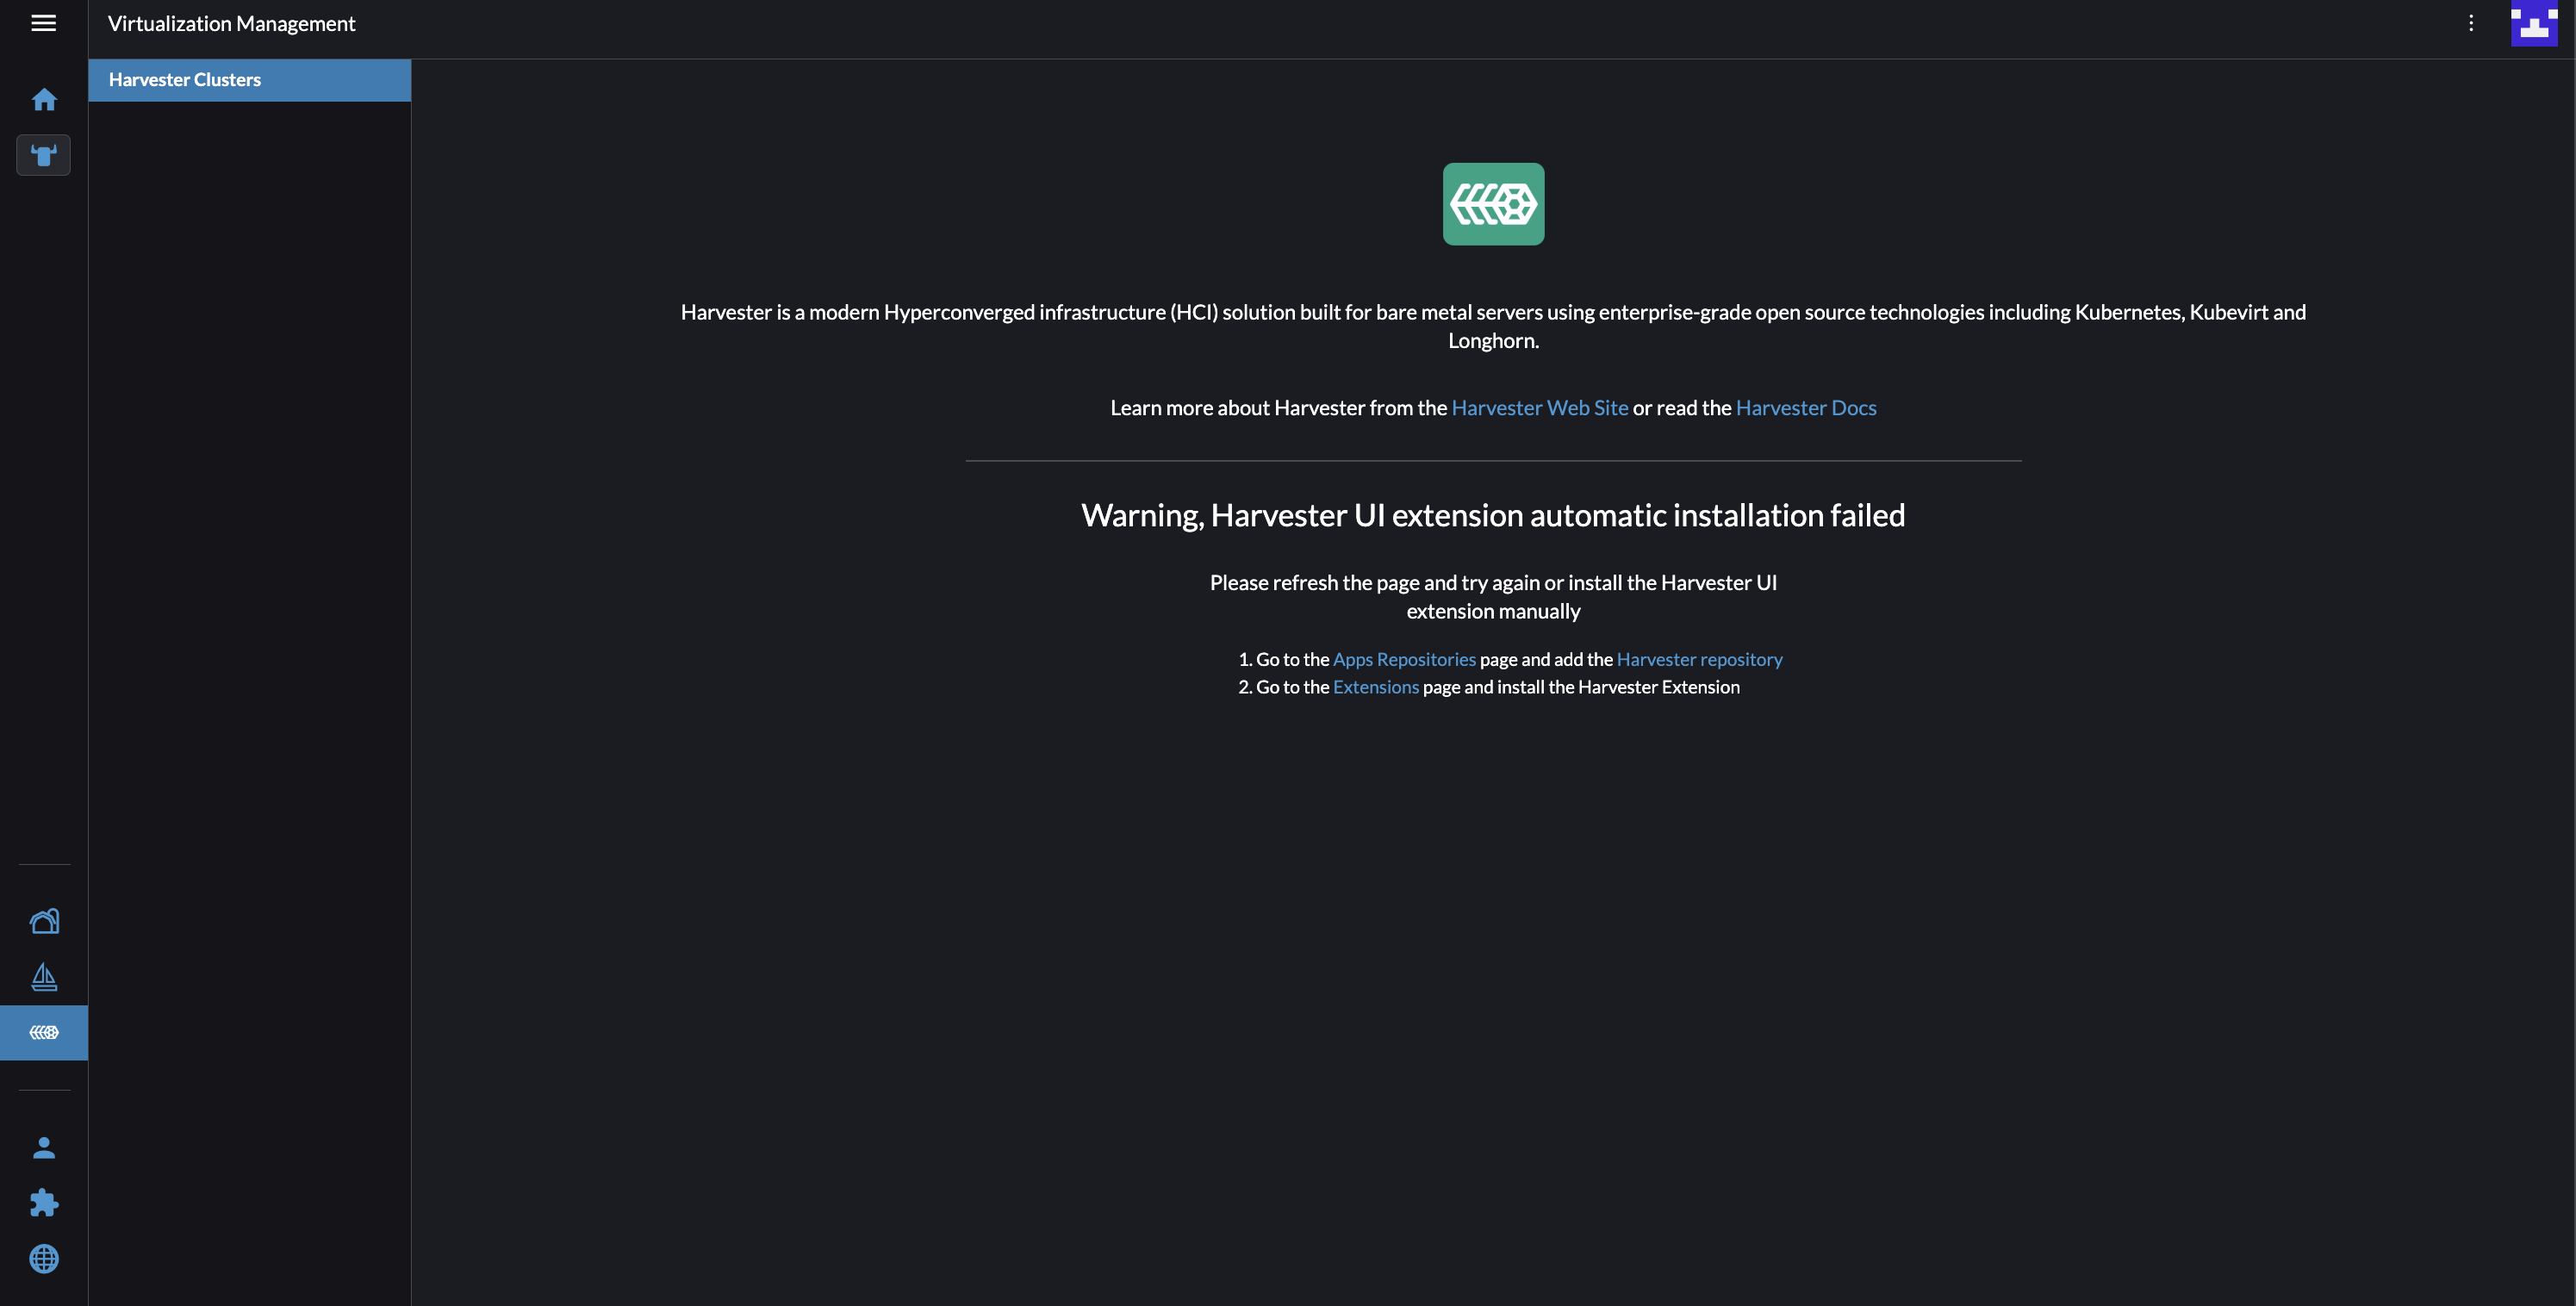 Virtualization Management
Harvester Clusters
Harvester is a modern Hyperconverged infrastructure (HCI) solution built for bare metal servers using enterprise-grade open source technologies including Kubernetes, Kubevirt and
Longhorn.
Learn more about Harvester from the Harvester Web Site or read the Harvester Docs
Warning, Harvester UI extension automatic installation failed
Please refresh the page and try again or install the Harvester UI
extension manually
1. Go to the Apps Repositories page and add the Harvester repository
2. Go to the Extensions page and install the Harvester Extension